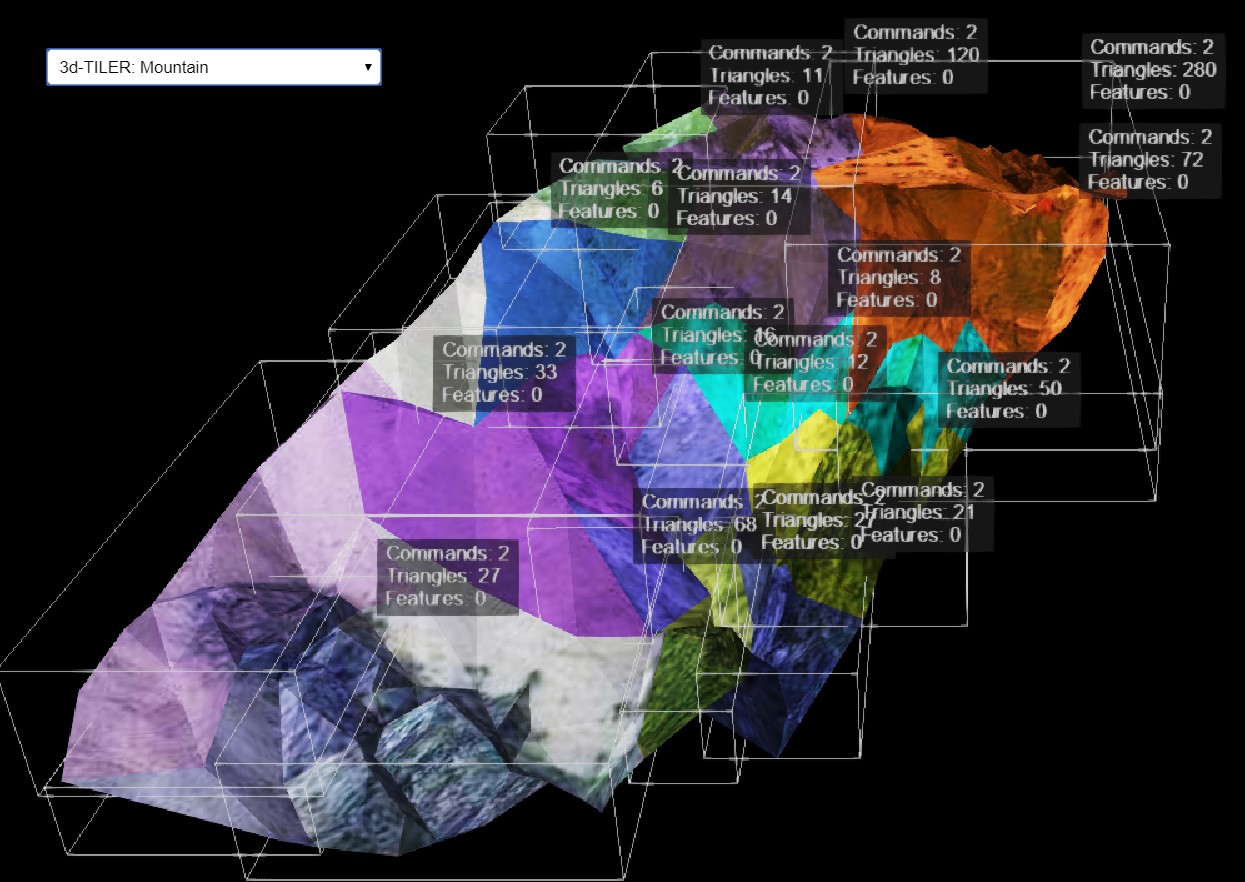 3d-TILER: Mountain
Commands: 2
Triangles: 11
Features: 0
Commands: 2
Triangles: 120
Features: 0
Commands: 2
Triangles: 280
Features: 0
Commands: 2
Triangles: 72
Features: 0
Commands: 2
Triangles: 6
Features: 0
Commands: 2
Triangles: 14
Features: 0
Commands: 2
Triangles: 8
Features: 0
Commands: 2
Triangles: 16
Features: 0
Commands: 2
Triangles: 12
Features: 0
Commands: 2
Triangles: 33
Features: 0
Commands: 2
Triangles: 50
Features: 0
Commands: 2
Triangles: 68
Features: 0
Commands: 2
Triangles: 27
Features: 0
Commands: 2
Triangles: 21
Features: 0
Commands: 2
Triangles: 27
Features: 0